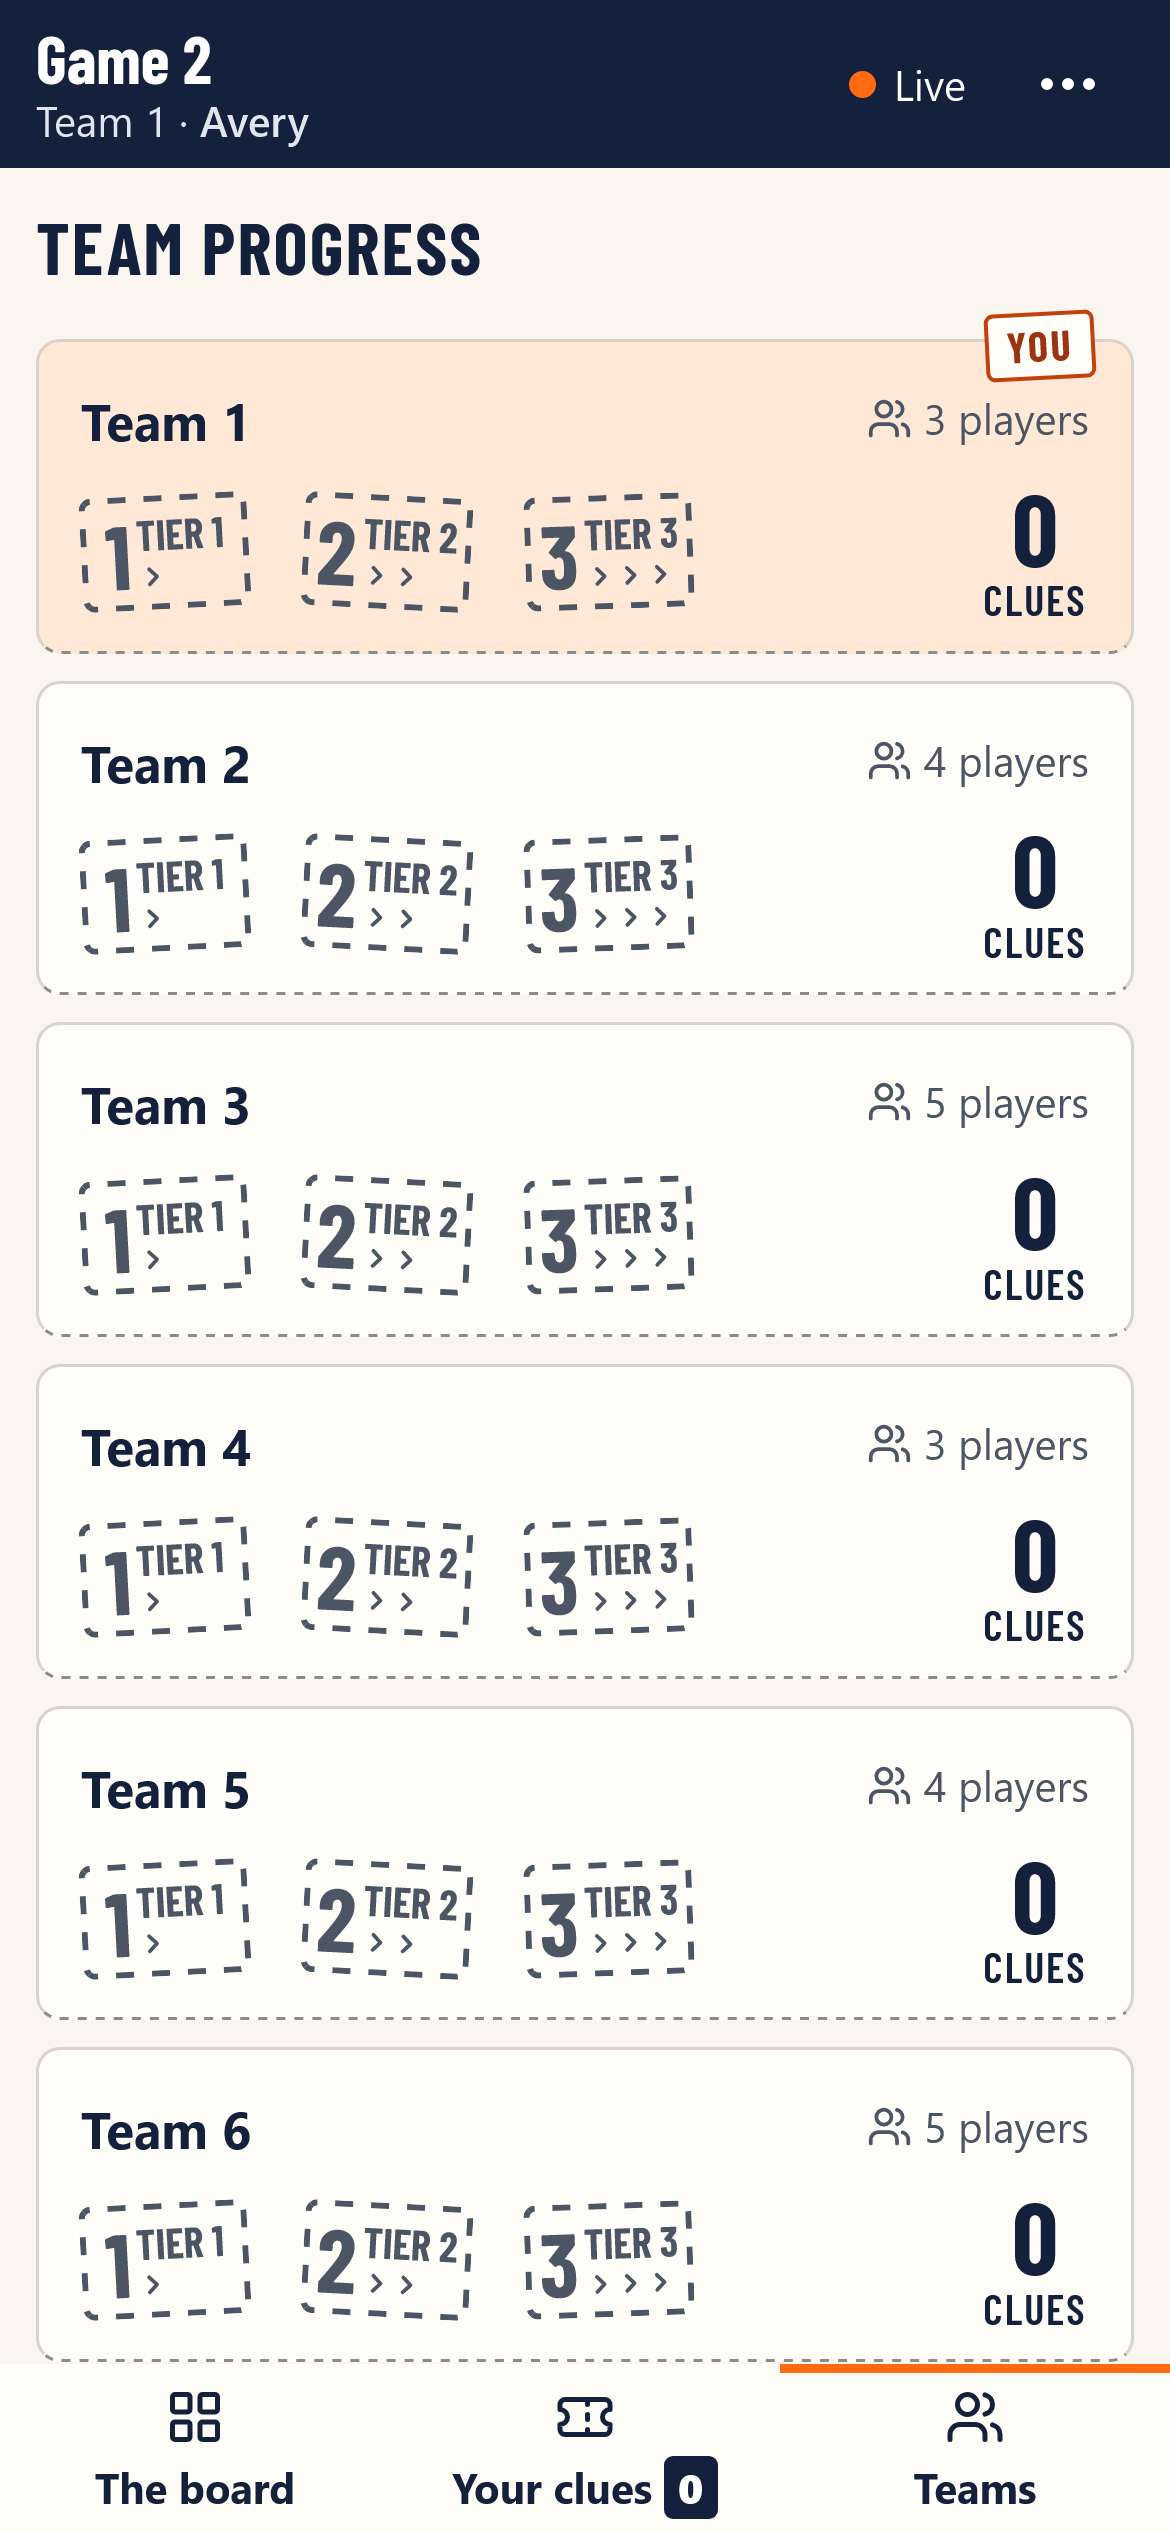 Game 2
Team 1 · Avery
Live
TEAM PROGRESS
YOU
Team 1
3 players
1 TIER 1
2 TIER 2
3 TIER 3
0
CLUES
Team 2
4 players
1 TIER 1
2 TIER 2
3 TIER 3
0
CLUES
Team 3
5 players
1 TIER 1
2 TIER 2
3 TIER 3
0
CLUES
Team 4
3 players
1 TIER 1
2 TIER 2
3 TIER 3
0
CLUES
Team 5
4 players
1 TIER 1
2 TIER 2
3 TIER 3
0
CLUES
Team 6
5 players
1 TIER 1
2 TIER 2
3 TIER 3
0
CLUES
The board
Your clues 0
Teams